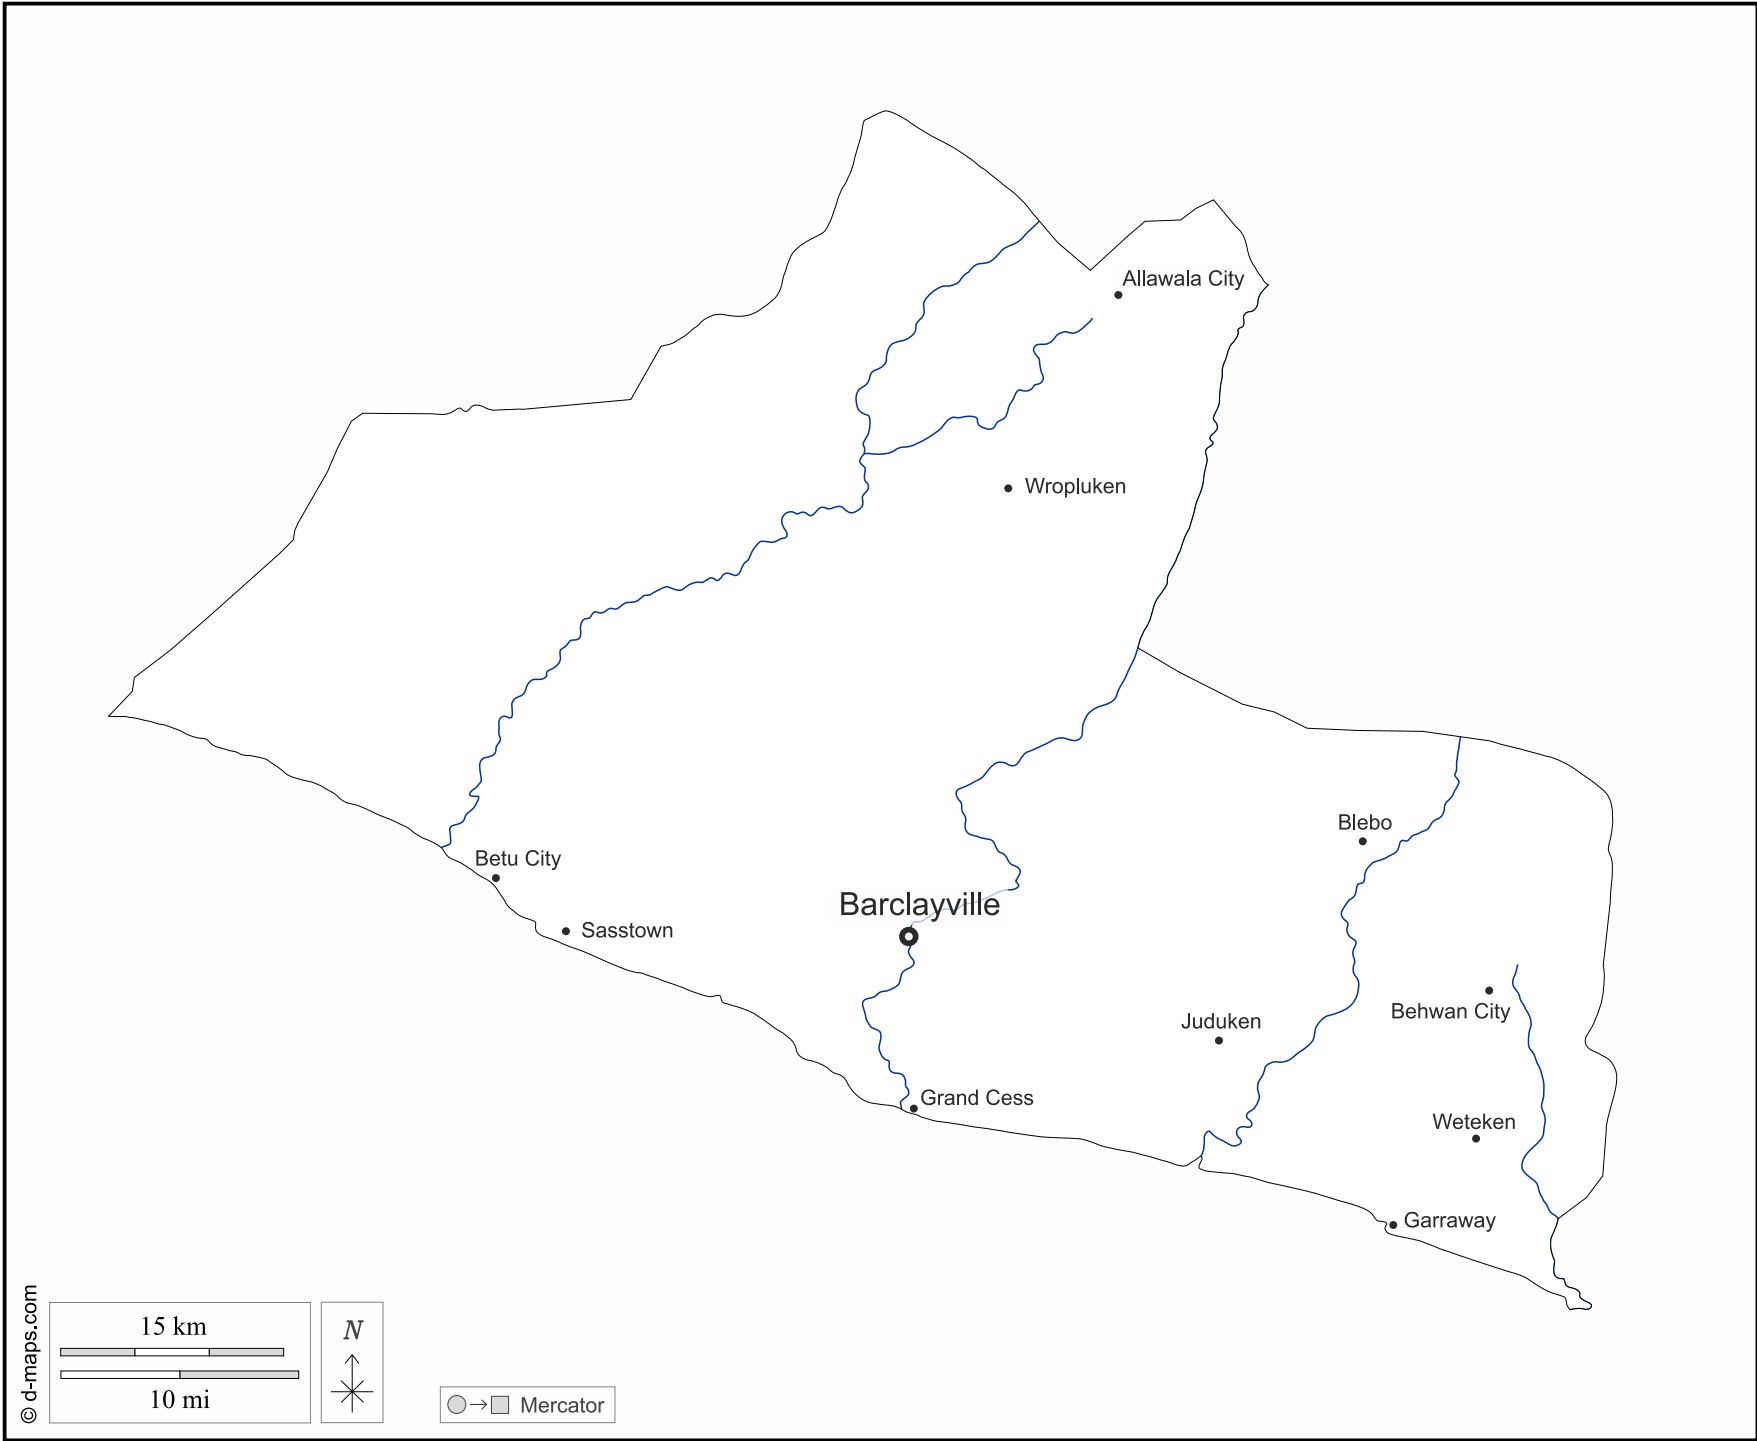 Allawala City
Wropluken
Blebo
Betu City
Barclayville
Sasstown
Behwan City
Juduken
Grand Cess
Weteken
Garraway
© d-maps.com
15 km
10 mi
N
Mercator